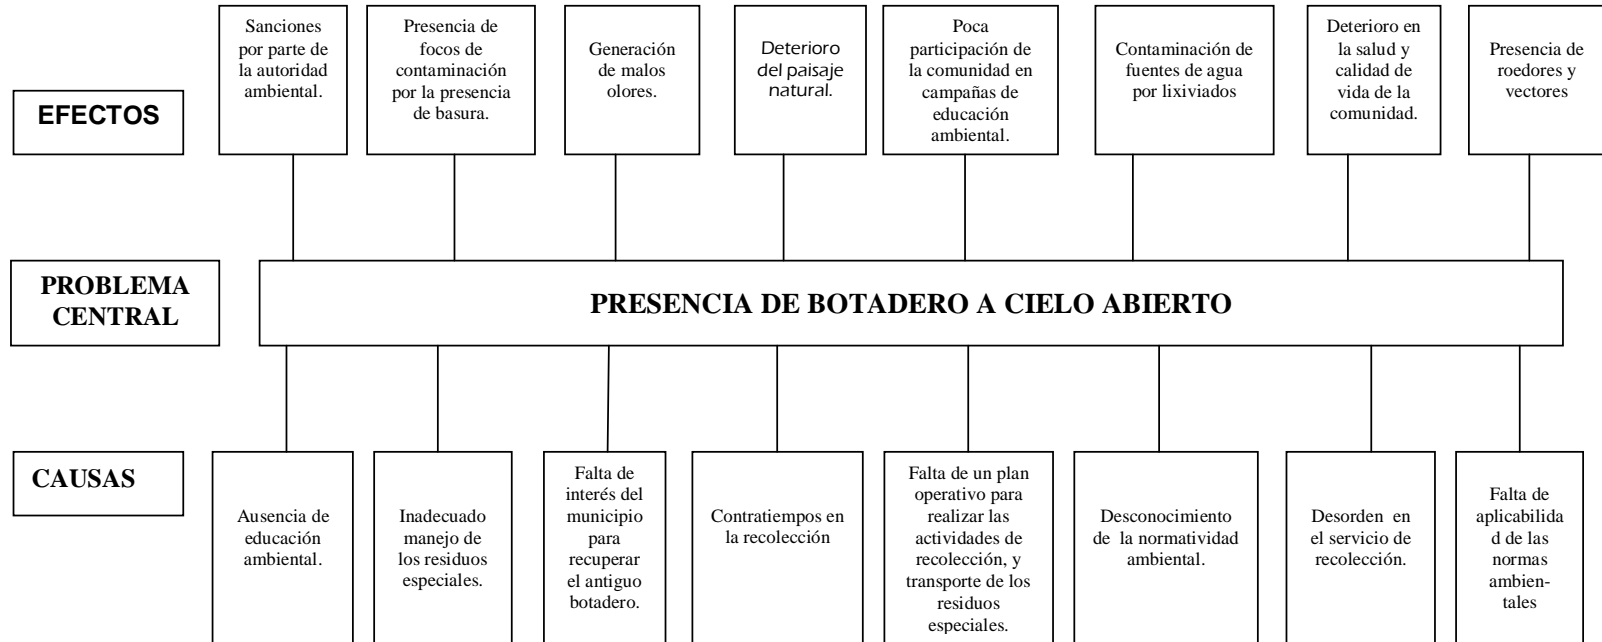 EFECTOS
Sanciones
por parte de
la autoridad
ambiental.
Presencia de
focos de
contaminación
por la presencia
de basura.
Generación
de malos
olores.
Deterioro
del paisaje
natural.
Poca
participación de
la comunidad en
campañas de
educación
ambiental.
Contaminación de
fuentes de agua
por lixiviados
Deterioro en
la salud y
calidad de
vida de la
comunidad.
Presencia de
roedores y
vectores
PROBLEMA
CENTRAL
PRESENCIA DE BOTADERO A CIELO ABIERTO
CAUSAS
Ausencia de
educación
ambiental.
Inadecuado
manejo de
los residuos
especiales.
Falta de
interés del
municipio
para
recuperar
el antiguo
botadero.
Contratiempos en
la recolección
Falta de un plan
operativo para
realizar las
actividades de
recolección, y
transporte de los
residuos
especiales.
Desconocimiento
de la normatividad
ambiental.
Desorden en
el servicio de
recolección.
Falta de
aplicabilida
d de las
normas
ambien-
tales